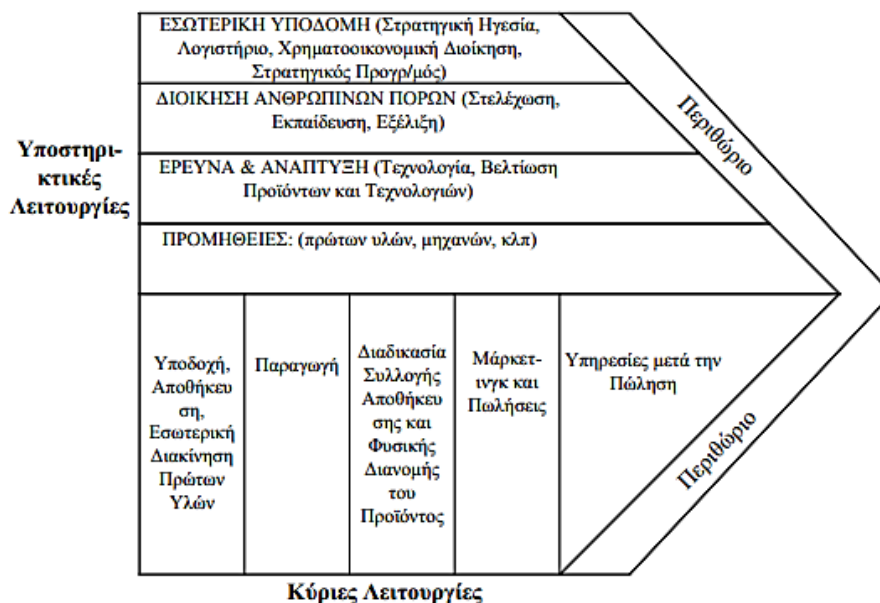 ΕΣΩΤΕΡΙΚΗ ΥΠΟΔΟΜΗ (Στρατηγική Ηγεσία,
Λογιστήριο, Χρηματοοικονομική Διοίκηση,
Στρατηγικός Προγρ/μός)
ΔΙΟΙΚΗΣΗ ΑΝΘΡΩΠΙΝΩΝ ΠΟΡΩΝ (Στελέχωση,
Εκπαίδευση, Εξέλιξη)
Υποστηρι-
κτικές
Λειτουργίες
ΕΡΕΥΝΑ & ΑΝΑΠΤΥΞΗ (Τεχνολογία, Βελτίωση
Προϊόντων και Τεχνολογιών)
ΠΡΟΜΗΘΕΙΕΣ: (πρώτων υλών, μηχανών, κλπ)
Περιθώριο
Υποδοχή,
Αποθήκευ
ση,
Εσωτερική
Διακίνηση
Πρώτων
Υλών
Παραγωγή
Διαδικασία
Συλλογής
Αποθήκευ
σης και
Φυσικής
Διανομής
του
Προϊόντος
Μάρκετ-
ινγκ και
Πωλήσεις
Υπηρεσίες μετά την
Πώληση
Περιθώριο
Κύριες Λειτουργίες